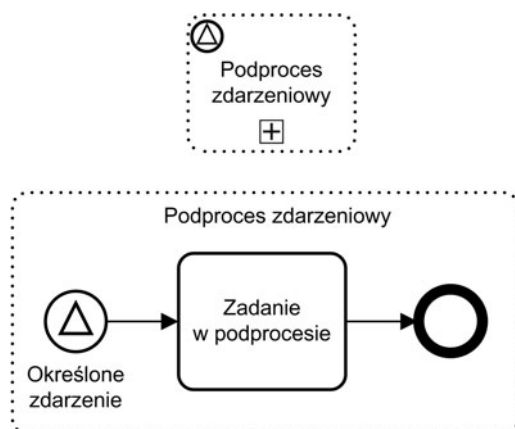 Podproces
zdarzeniowy
Podproces zdarzeniowy
Zadanie
w podprocesie
Określone
zdarzenie